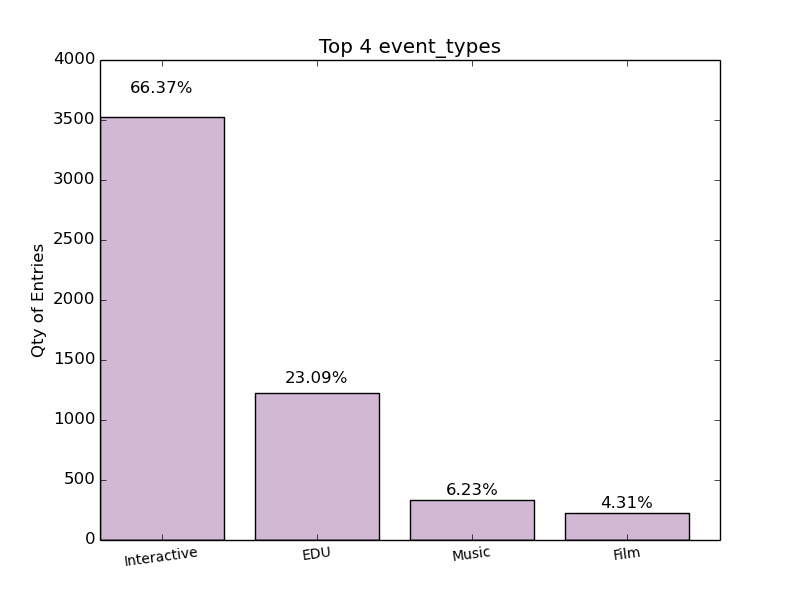 Top 4 event_types
4000
3500
3000
2500
2000
1500
1000
500
0
Qty of Entries
66.37%
23.09%
6.23%
4.31%
Interactive
EDU
Music
Film